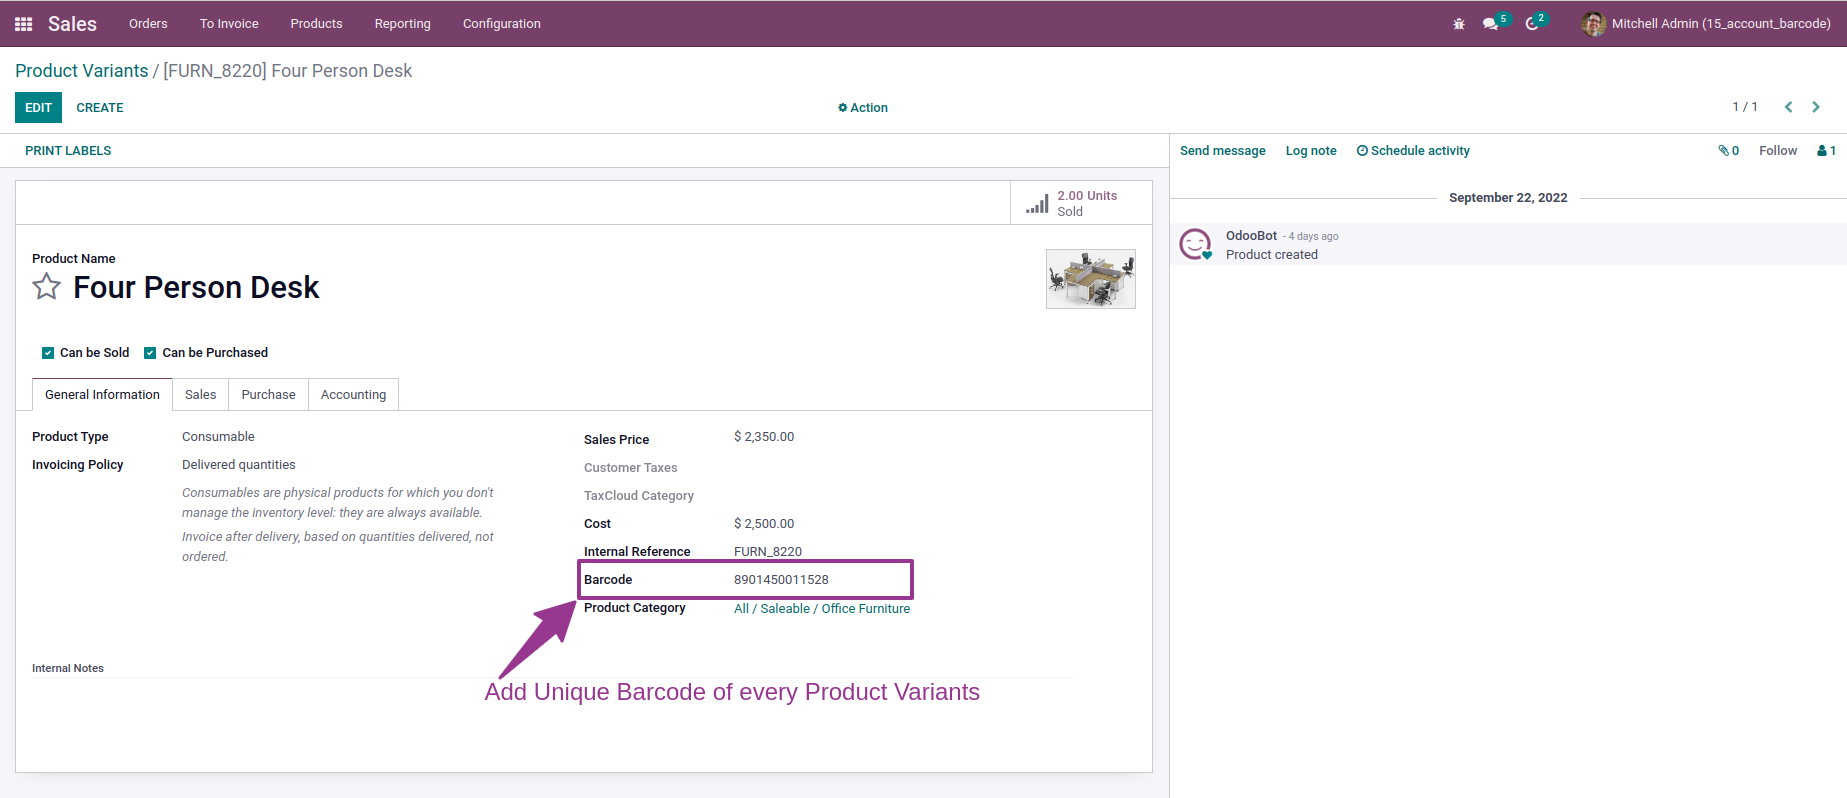 Sales Orders To Invoice Products Reporting Configuration 5 2 Mitchell Admin (15_account_barcode)
Product Variants / [FURN_8220] Four Person Desk
EDIT CREATE Action 1 / 1
PRINT LABELS Send message Log note Schedule activity 0 Follow 1
2.00 Units
Sold
September 22, 2022
OdooBot - 4 days ago
Product created
Product Name
Four Person Desk
Can be Sold Can be Purchased
General Information Sales Purchase Accounting
Product Type Consumable
Invoicing Policy Delivered quantities
Consumables are physical products for which you don't
manage the inventory level: they are always available.
Invoice after delivery, based on quantities delivered, not
ordered.
Sales Price $ 2,350.00
Customer Taxes
TaxCloud Category
Cost $ 2,500.00
Internal Reference FURN_8220
Barcode 8901450011528
Product Category All / Saleable / Office Furniture
Internal Notes
Add Unique Barcode of every Product Variants